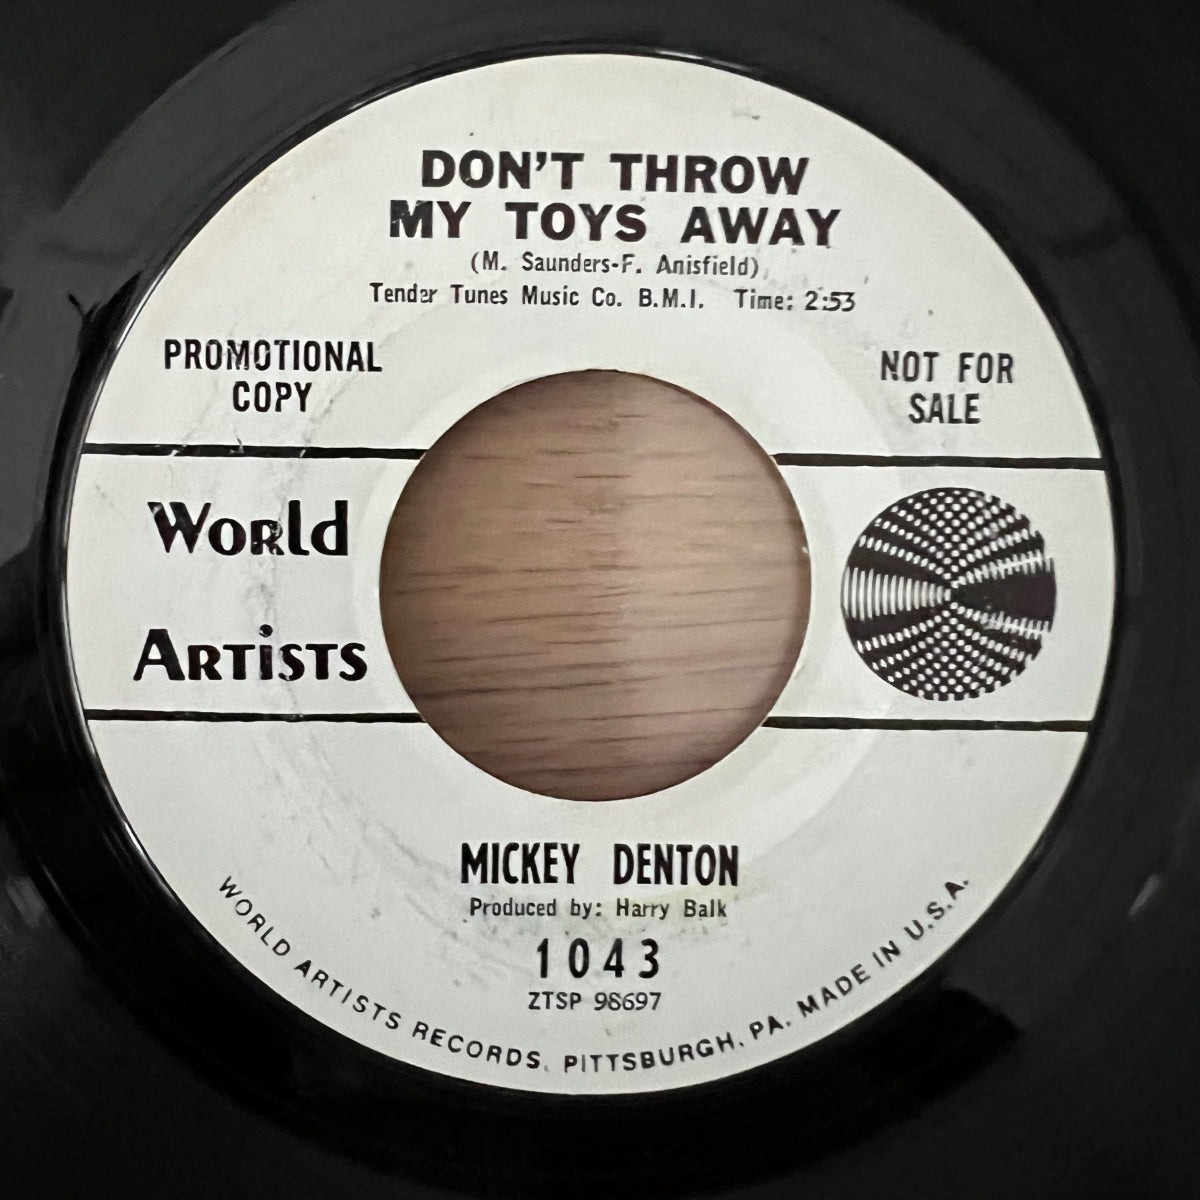 DON'T THROW
MY TOYS AWAY
(M. Saunders-F. Anisfield)
Tender Tunes Music Co. B.M.I. Time: 2:53
PROMOTIONAL
COPY
NOT FOR
SALE
World
Artists
MICKEY DENTON
Produced by: Harry Balk
1043
ZTSP 98697
WORLD ARTISTS RECORDS, PITTSBURGH, PA. MADE IN U.S.A.